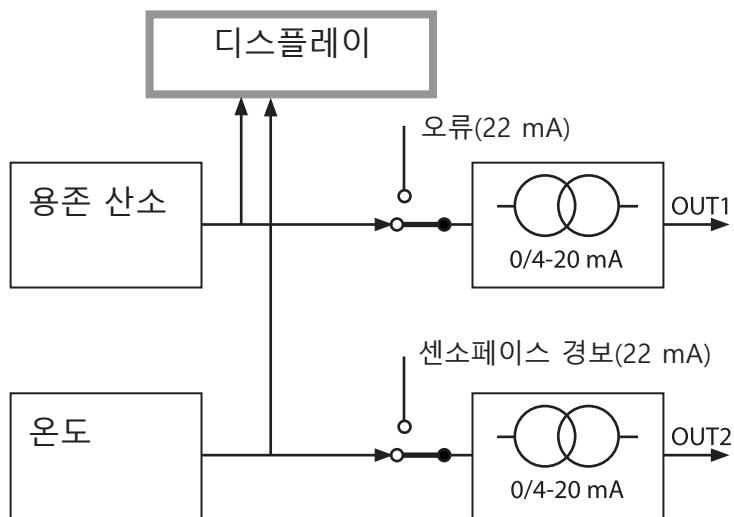 디스플레이
오류(22 mA)
용존 산소
OUT1
0/4-20 mA
센소페이스 경보(22 mA)
온도
OUT2
0/4-20 mA